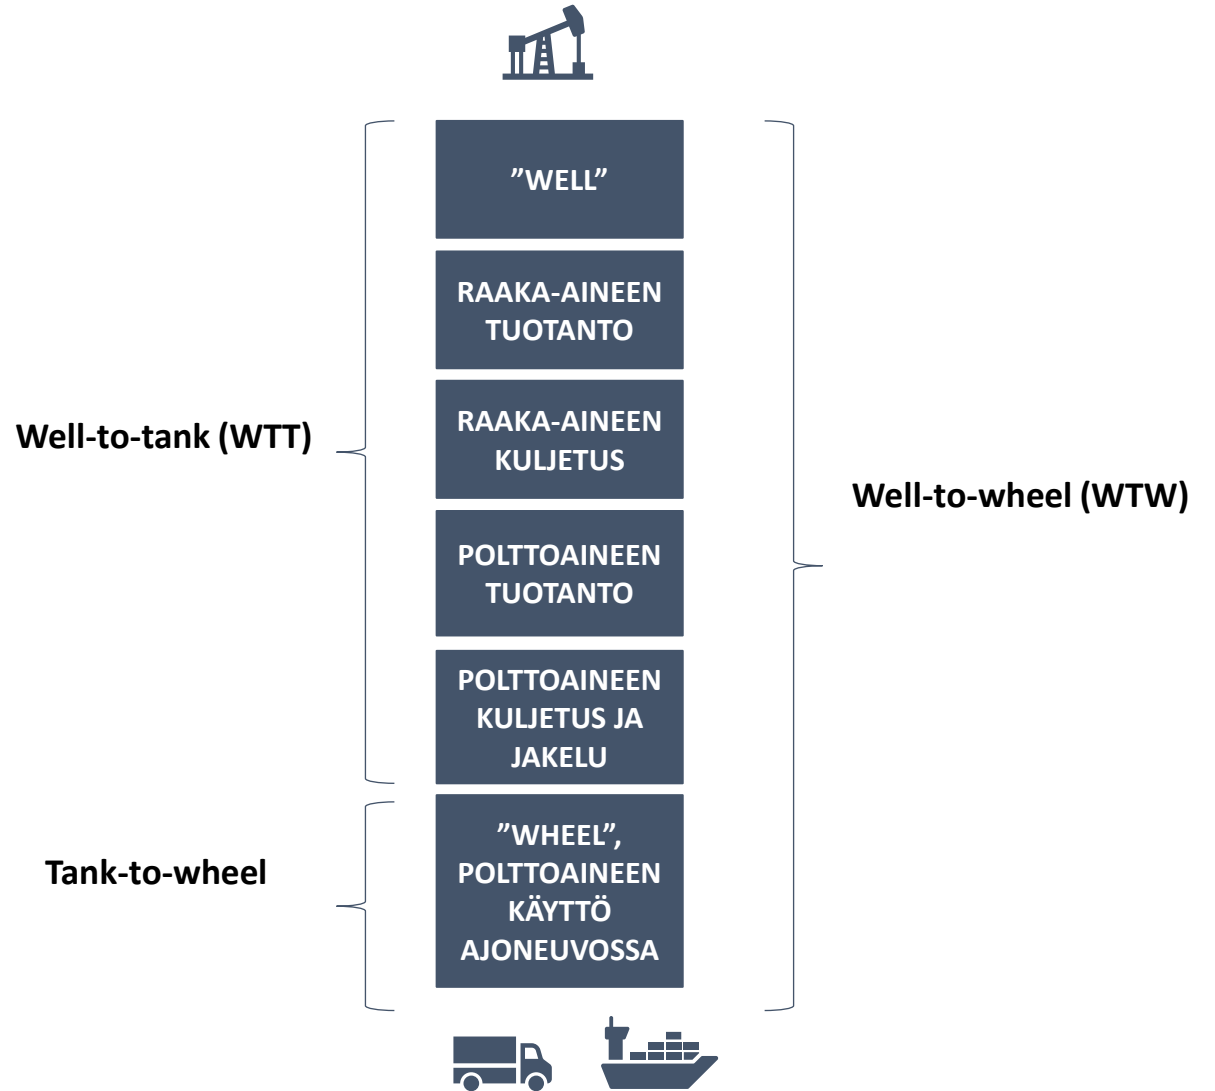 ”WELL”
RAAKA-AINEEN
TUOTANTO
RAAKA-AINEEN
KULJETUS
Well-to-tank (WTT)
Well-to-wheel (WTW)
POLTTOAINEEN
TUOTANTO
POLTTOAINEEN
KULJETUS JA
JAKELU
”WHEEL”,
POLTTOAINEEN
KÄYTTÖ
AJONEUVOSSA
Tank-to-wheel